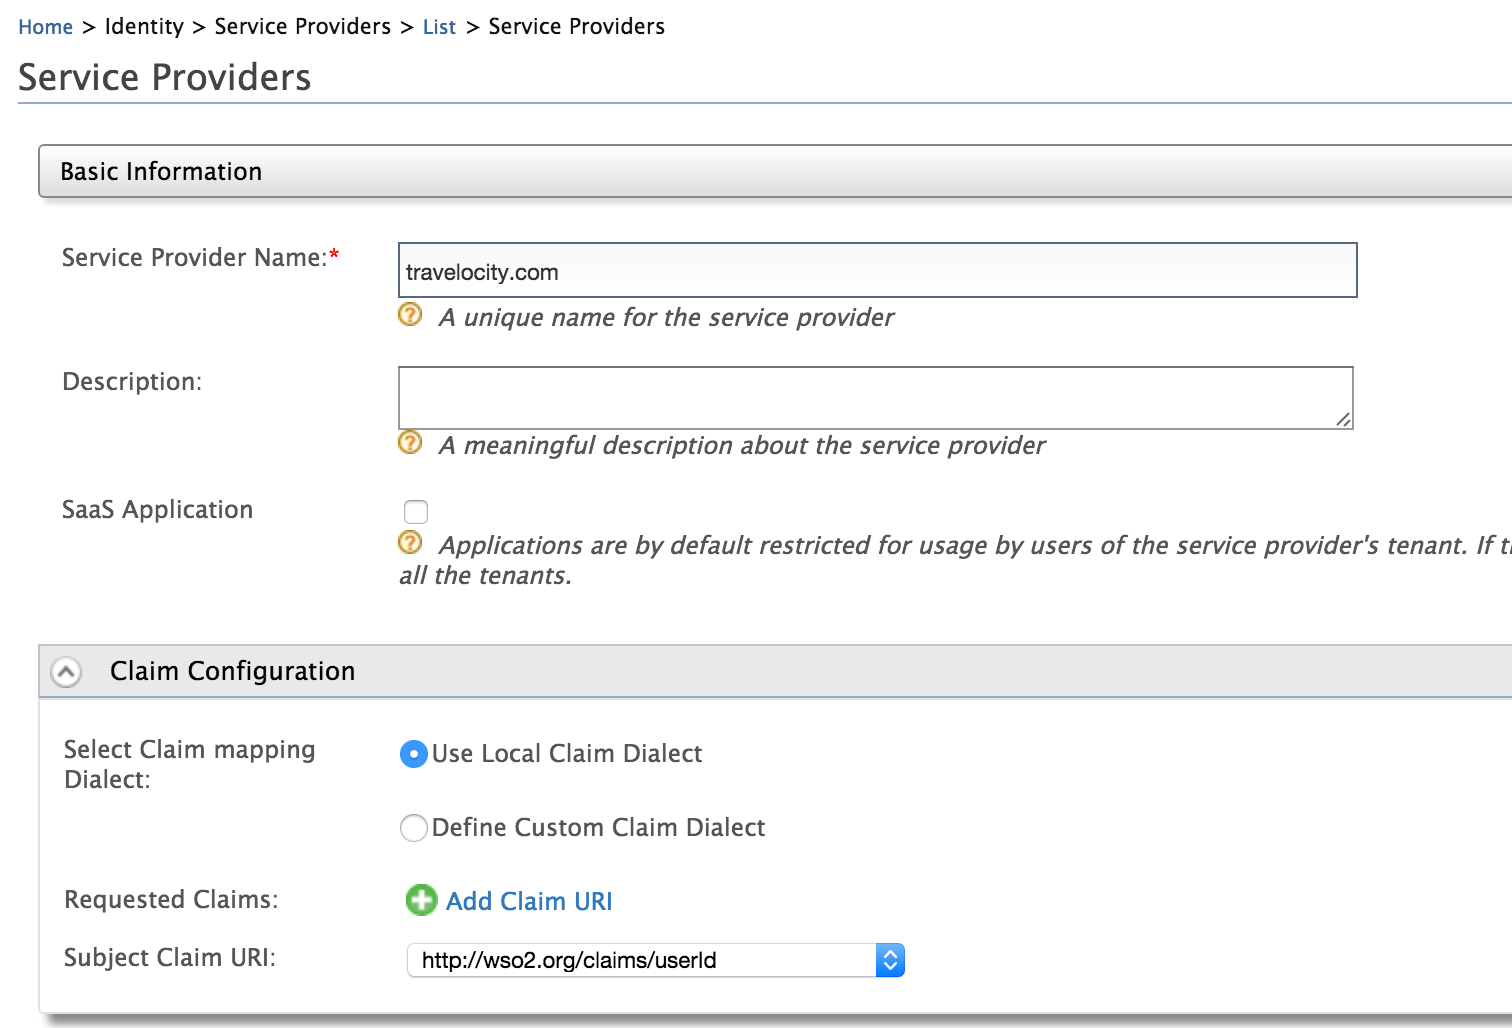 Home > Identity > Service Providers > List > Service Providers
Service Providers
Basic Information
Service Provider Name:*
travelocity.com
A unique name for the service provider
Description:
A meaningful description about the service provider
SaaS Application
Applications are by default restricted for usage by users of the service provider's tenant. If
all the tenants.
Claim Configuration
Select Claim mapping
Dialect:
Use Local Claim Dialect
Define Custom Claim Dialect
Requested Claims:
Add Claim URI
Subject Claim URI:
http://wso2.org/claims/userId